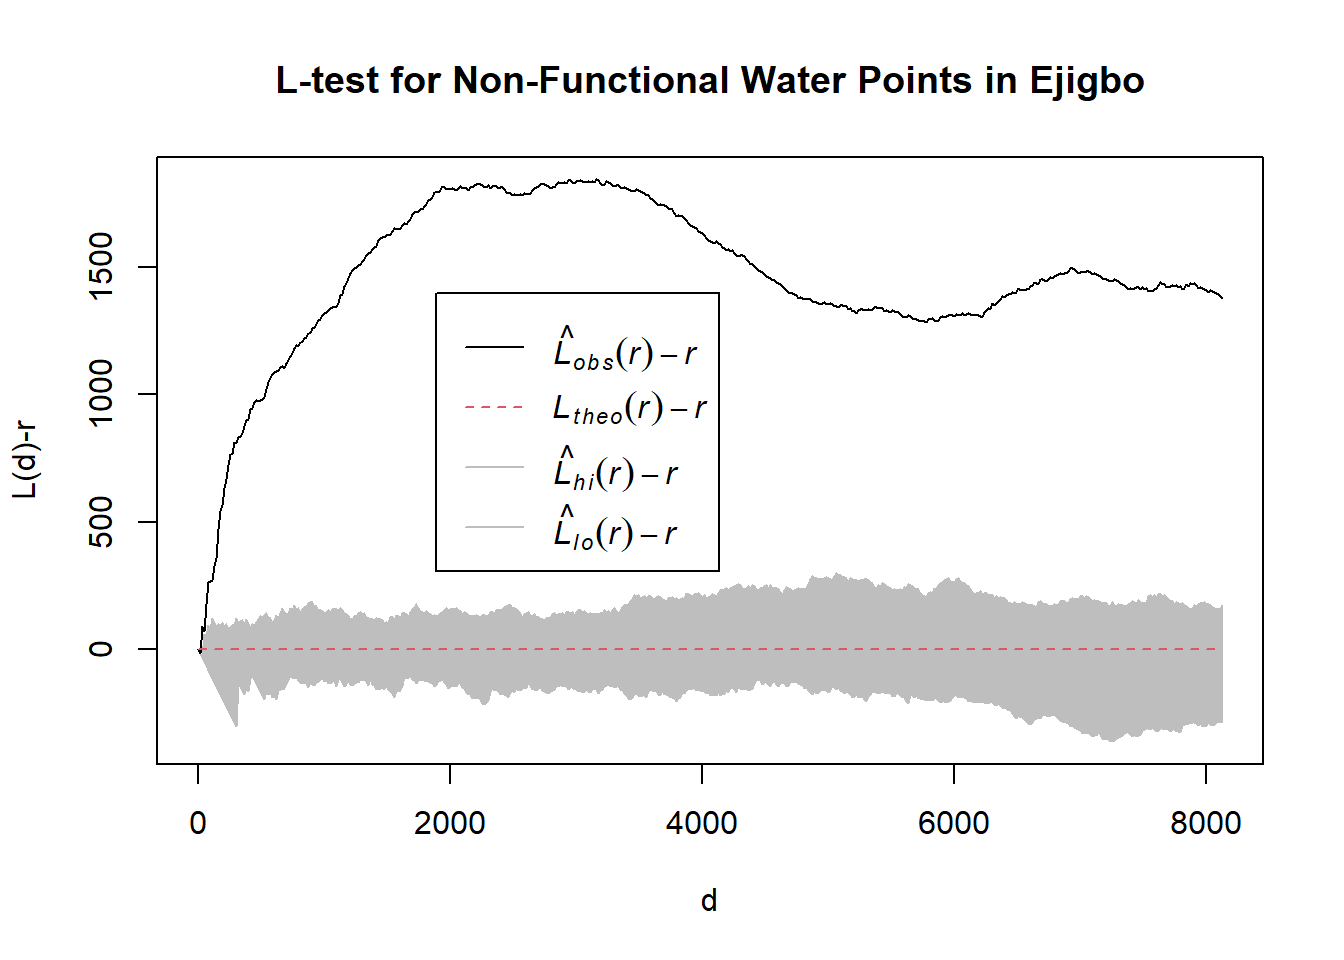 L-test for Non-Functional Water Points in Ejigbo
L(d)-r
1500
1000
500
0
L̂obs(r) – r
Ltheo(r) – r
L̂hi(r) – r
L̂lo(r) – r
0 2000 4000 6000 8000
d